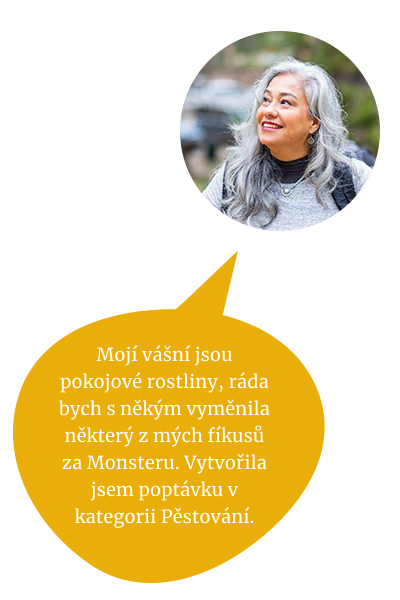 Mojí vášní jsou
pokojové rostliny, ráda
bych s někým vyměnila
některý z mých fíkusů
za Monsteru. Vytvořila
jsem poptávku v
kategorii Pěstování.